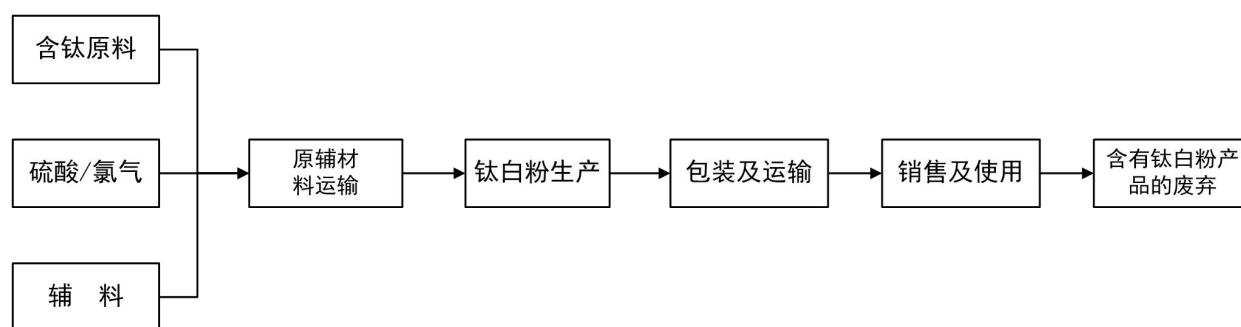 含钛原料
硫酸/氯气
辅 料
原辅材
料运输
钛白粉生产
包装及运输
销售及使用
含有钛白粉产
品的废弃